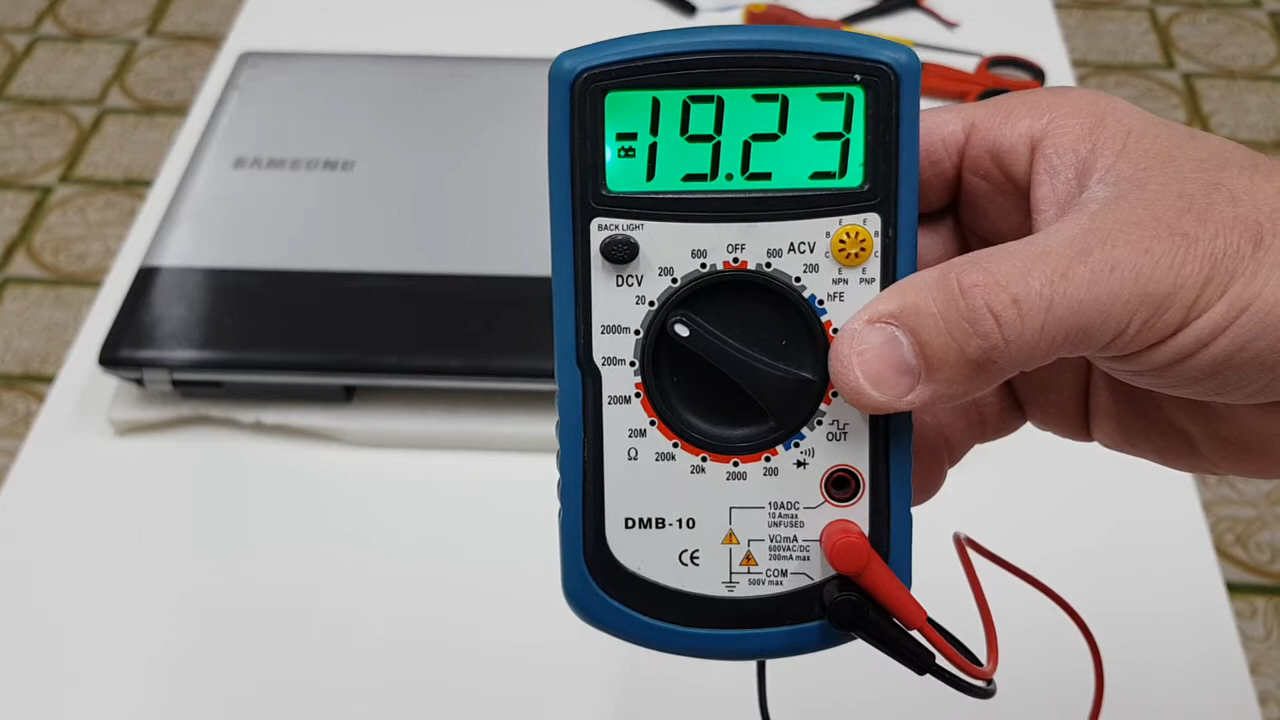 SAMSUNG
-19.23
BACK LIGHT
DCV
600
OFF
600
ACV
200
200
20
2000m
200m
200M
20M
Ω
200k
20k
2000
200
OUT
hFE
E E
B B
C C
E E
NPN PNP
10ADC
10 Amax
UNFUSED
DMB-10
VΩmA
600VAC/DC
200mA max
CE
COM
500V max